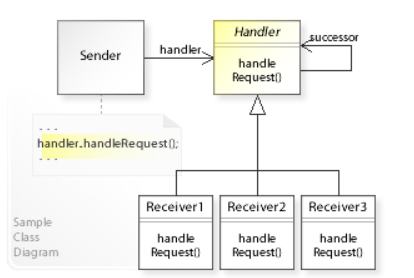 Handler
successor
Sender
handler
handle
Request()
- - -
handler.handleRequest();
- - -
Receiver1
Receiver2
Receiver3
handle
Request()
handle
Request()
handle
Request()
Sample
Class
Diagram